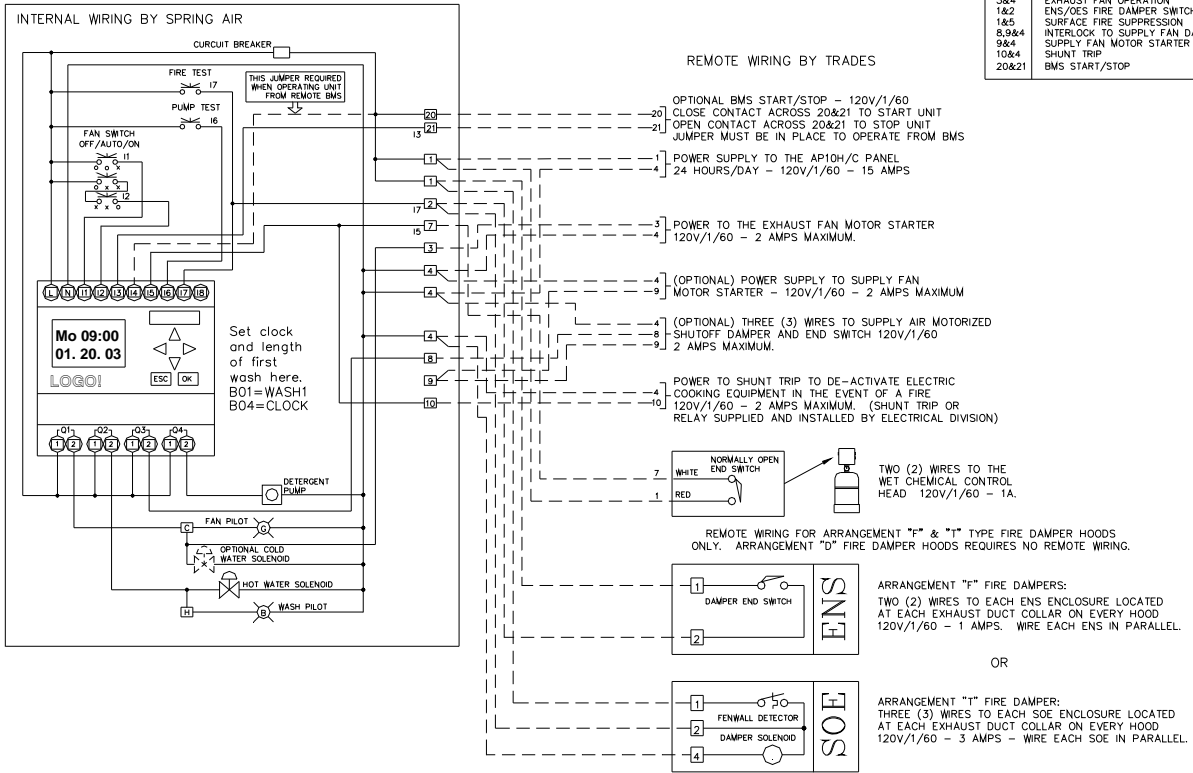 INTERNAL WIRING BY SPRING AIR
CURCUIT BREAKER
FIRE TEST
I7
THIS JUMPER REQUIRED
WHEN OPERATING UNIT
FROM REMOTE BMS
PUMP TEST
I6
FAN SWITCH
OFF/AUTO/ON
I1
O X X
I2
X X O
L N I1 I2 I3 I4 I5 I6 I7 I8
Mo 09:00
01. 20. 03
LOGO!
ESC OK
Set clock
and length
of first
wash here.
B01=WASH1
B04=CLOCK
Q1 Q2 Q3 Q4
1 2 1 2 1 2 1 2
DETERGENT
PUMP
C FAN PILOT G
OPTIONAL COLD
WATER SOLENOID
HOT WATER SOLENOID
H WASH PILOT B
20
I3 21
1
1
2
I7
7
I5
3
4
4
4
8
9
10
EXHAUST FAN OPERATION
1&2 ENS/OES FIRE DAMPER SWITCH
1&5 SURFACE FIRE SUPPRESSION
8,9&4 INTERLOCK TO SUPPLY FAN
9&4 SUPPLY FAN MOTOR STARTER
10&4 SHUNT TRIP
20&21 BMS START/STOP
REMOTE WIRING BY TRADES
OPTIONAL BMS START/STOP - 120V/1/60
20 CLOSE CONTACT ACROSS 20&21 TO START UNIT
21 OPEN CONTACT ACROSS 20&21 TO STOP UNIT
JUMPER MUST BE IN PLACE TO OPERATE FROM BMS
1 POWER SUPPLY TO THE AP10H/C PANEL
4 24 HOURS/DAY - 120V/1/60 - 15 AMPS
3 POWER TO THE EXHAUST FAN MOTOR STARTER
4 120V/1/60 - 2 AMPS MAXIMUM.
4 (OPTIONAL) POWER SUPPLY TO SUPPLY FAN
9 MOTOR STARTER - 120V/1/60 - 2 AMPS MAXIMUM
4 (OPTIONAL) THREE (3) WIRES TO SUPPLY AIR MOTORIZED
8 SHUTOFF DAMPER AND END SWITCH 120V/1/60
9 2 AMPS MAXIMUM.
POWER TO SHUNT TRIP TO DE-ACTIVATE ELECTRIC
4 COOKING EQUIPMENT IN THE EVENT OF A FIRE
10 120V/1/60 - 2 AMPS MAXIMUM. (SHUNT TRIP OR
RELAY SUPPLIED AND INSTALLED BY ELECTRICAL DIVISION)
NORMALLY OPEN
END SWITCH
7 WHITE
1 RED
TWO (2) WIRES TO THE
WET CHEMICAL CONTROL
HEAD 120V/1/60 - 1A.
REMOTE WIRING FOR ARRANGEMENT "F" & "T" TYPE FIRE DAMPER HOODS
ONLY. ARRANGEMENT "D" FIRE DAMPER HOODS REQUIRES NO REMOTE WIRING.
1
DAMPER END SWITCH
2
ENS
ARRANGEMENT "F" FIRE DAMPERS:
TWO (2) WIRES TO EACH ENS ENCLOSURE LOCATED
AT EACH EXHAUST DUCT COLLAR ON EVERY HOOD
120V/1/60 - 1 AMPS. WIRE EACH ENS IN PARALLEL.
OR
1
FENWALL DETECTOR
2
DAMPER SOLENOID
4
SOE
ARRANGEMENT "T" FIRE DAMPER:
THREE (3) WIRES TO EACH SOE ENCLOSURE LOCATED
AT EACH EXHAUST DUCT COLLAR ON EVERY HOOD
120V/1/60 - 3 AMPS - WIRE EACH SOE IN PARALLEL.